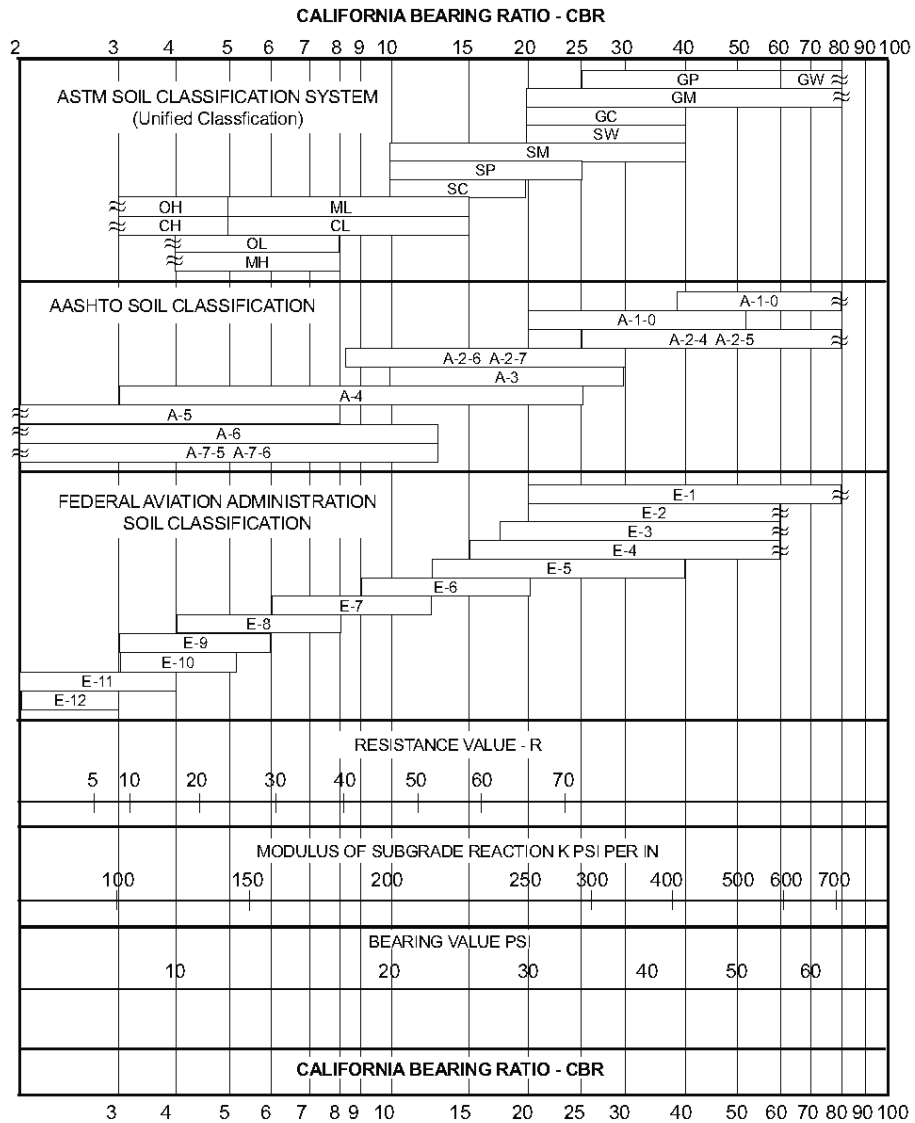 CALIFORNIA BEARING RATIO - CBR
2 3 4 5 6 7 8 9 10 15 20 25 30 40 50 60 70 80 90 100
ASTM SOIL CLASSIFICATION SYSTEM
(Unified Classfication)
GP GW
GM
GC
SW
SM
SP
SC
OH ML
CH CL
OL
MH
AASHTO SOIL CLASSIFICATION
A-1-0
A-1-0
A-2-4 A-2-5
A-2-6 A-2-7
A-3
A-4
A-5
A-6
A-7-5 A-7-6
FEDERAL AVIATION ADMINISTRATION
SOIL CLASSIFICATION
E-1
E-2
E-3
E-4
E-5
E-6
E-7
E-8
E-9
E-10
E-11
E-12
RESISTANCE VALUE - R
5 10 20 30 40 50 60 70
MODULUS OF SUBGRADE REACTION K PSI PER IN
100 150 200 250 300 400 500 600 700
BEARING VALUE PSI
10 20 30 40 50 60
CALIFORNIA BEARING RATIO - CBR
3 4 5 6 7 8 9 10 15 20 25 30 40 50 60 70 80 90 100